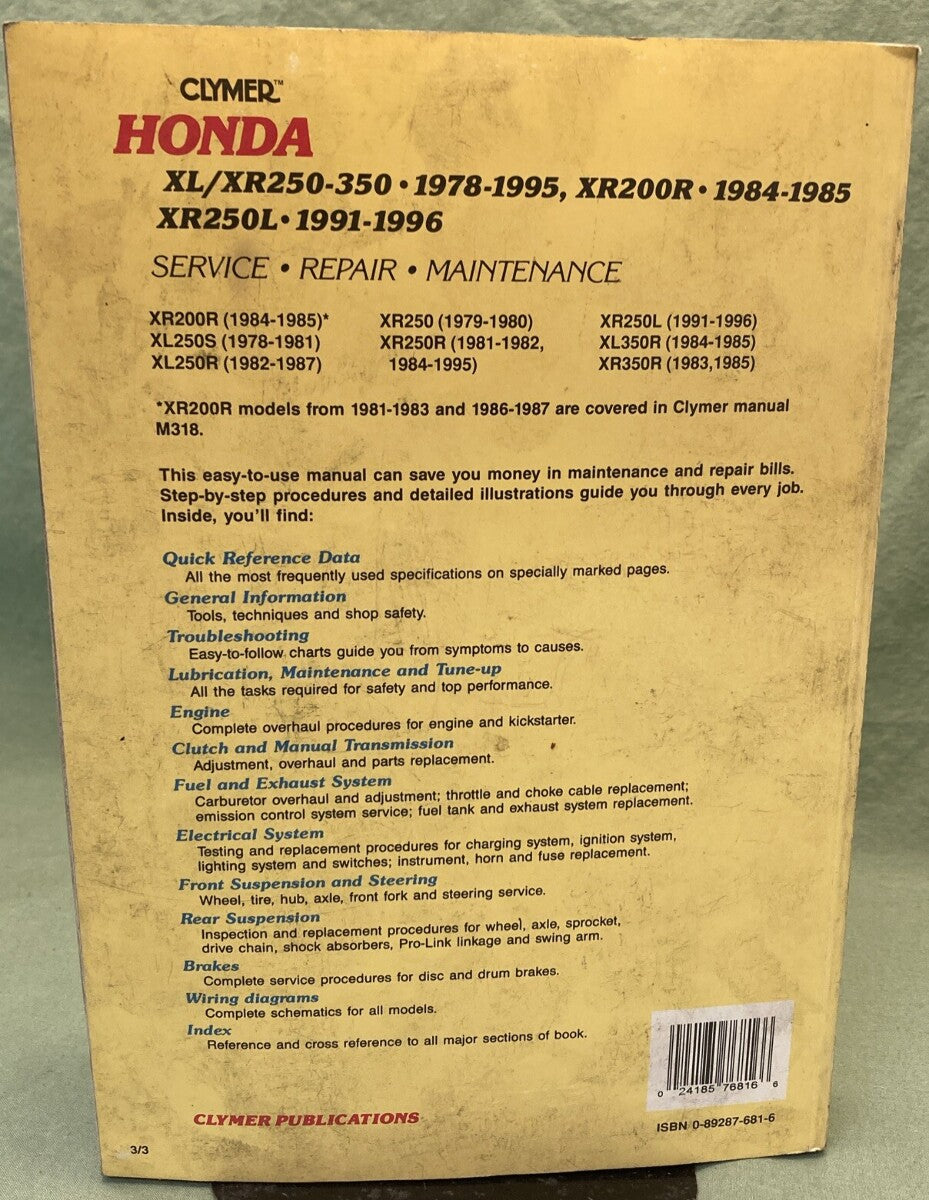 CLYMER™
HONDA
XL/XR250-350 • 1978-1995, XR200R • 1984-1985
XR250L • 1991-1996
SERVICE • REPAIR • MAINTENANCE
XR200R (1984-1985)* XR250 (1979-1980) XR250L (1991-1996)
XL250S (1978-1981) XR250R (1981-1982, XL350R (1984-1985)
XL250R (1982-1987) 1984-1995) XR350R (1983,1985)
*XR200R models from 1981-1983 and 1986-1987 are covered in Clymer manual
M318.
This easy-to-use manual can save you money in maintenance and repair bills.
Step-by-step procedures and detailed illustrations guide you through every job.
Inside, you'll find:
Quick Reference Data
All the most frequently used specifications on specially marked pages.
General Information
Tools, techniques and shop safety.
Troubleshooting
Easy-to-follow charts guide you from symptoms to causes.
Lubrication, Maintenance and Tune-up
All the tasks required for safety and top performance.
Engine
Complete overhaul procedures for engine and kickstarter.
Clutch and Manual Transmission
Adjustment, overhaul and parts replacement.
Fuel and Exhaust System
Carburetor overhaul and adjustment; throttle and choke cable replacement;
emission control system service; fuel tank and exhaust system replacement.
Electrical System
Testing and replacement procedures for charging system, ignition system,
lighting system and switches; instrument, horn and fuse replacement.
Front Suspension and Steering
Wheel, tire, hub, axle, front fork and steering service.
Rear Suspension
Inspection and replacement procedures for wheel, axle, sprocket,
drive chain, shock absorbers, Pro-Link linkage and swing arm.
Brakes
Complete service procedures for disc and drum brakes.
Wiring diagrams
Complete schematics for all models.
Index
Reference and cross reference to all major sections of book.
0 24185 76816 6
CLYMER PUBLICATIONS
ISBN 0-89287-681-6
3/3